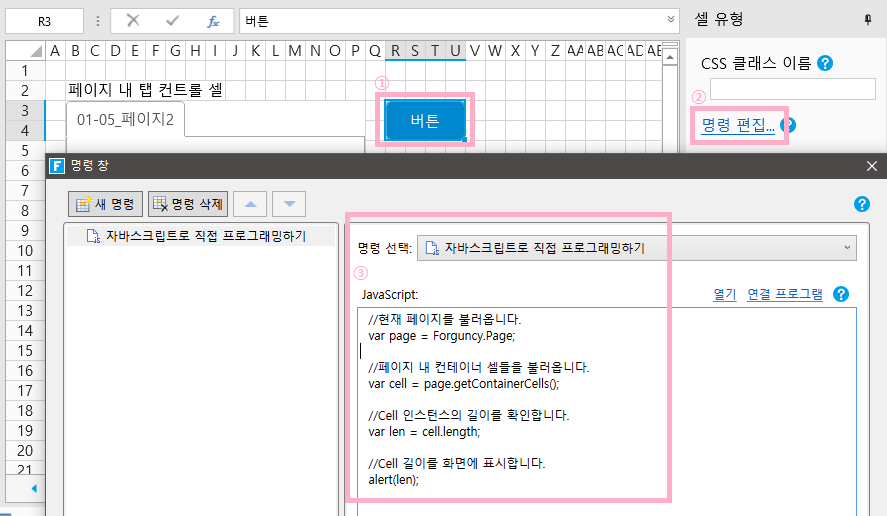 R3 fx 버튼
셀 유형
A B C D E F G H I J K L M N O P Q R S T U V W X Y Z AA AB AC AD AE
CSS 클래스 이름 ?
1
2 페이지 내 탭 컨트롤 셀
① ②
3 01-05_페이지2
버튼 명령 편집... ?
4
5
F 명령 창
6
7
새 명령 명령 삭제 ?
8
9
자바스크립트로 직접 프로그래밍하기
명령 선택: 자바스크립트로 직접 프로그래밍하기
10
11
③
12
JavaScript: 열기 연결 프로그램 ?
13
//현재 페이지를 불러옵니다.
14
var page = Forguncy.Page;
15
//페이지 내 컨테이너 셀들을 불러옵니다.
16
var cell = page.getContainerCells();
17
18
//Cell 인스턴스의 길이를 확인합니다.
19
var len = cell.length;
20
//Cell 길이를 화면에 표시합니다.
21
alert(len);